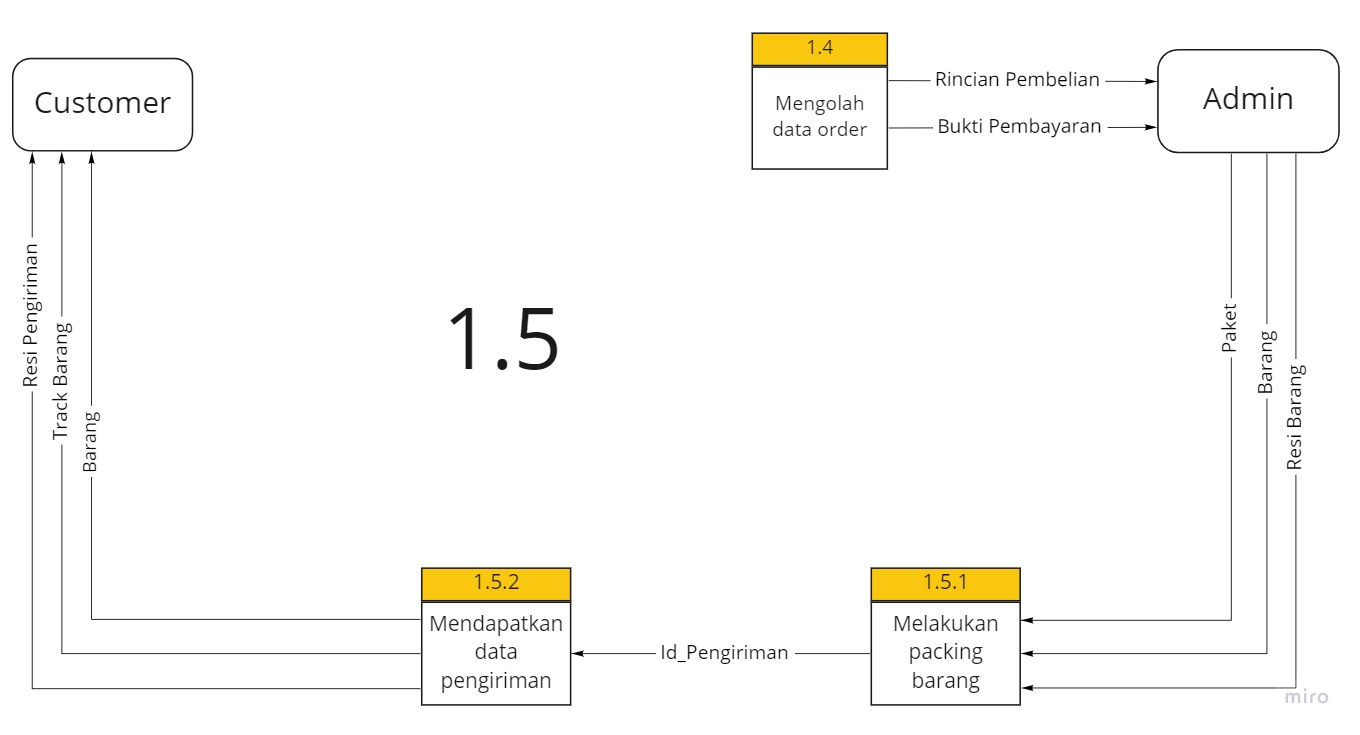 1.4
Customer
Mengolah
data order
Rincian Pembelian
Bukti Pembayaran
Admin
Resi Pengiriman
Track Barang
Barang
1.5
Paket
Barang
Resi Barang
1.5.2
Mendapatkan
data
pengiriman
Id_Pengiriman
1.5.1
Melakukan
packing
barang
miro